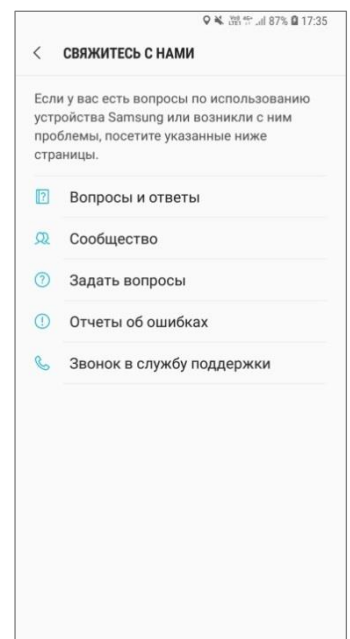 87% 17:35
СВЯЖИТЕСЬ С НАМИ
Если у вас есть вопросы по использованию
устройства Samsung или возникли с ним
проблемы, посетите указанные ниже
страницы.
Вопросы и ответы
Сообщество
Задать вопросы
Отчеты об ошибках
Звонок в службу поддержки